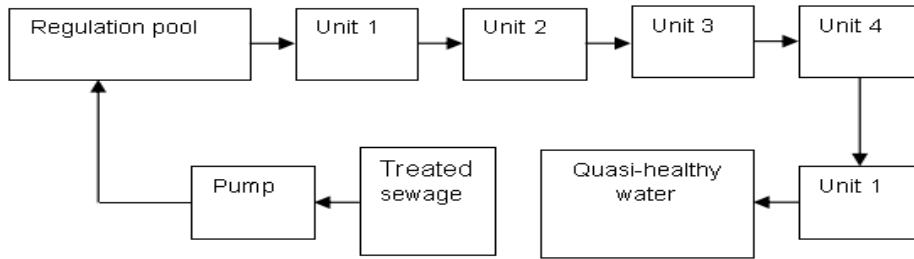 Regulation pool
Unit 1
Unit 2
Unit 3
Unit 4
Pump
Treated
sewage
Quasi-healthy
water
Unit 1